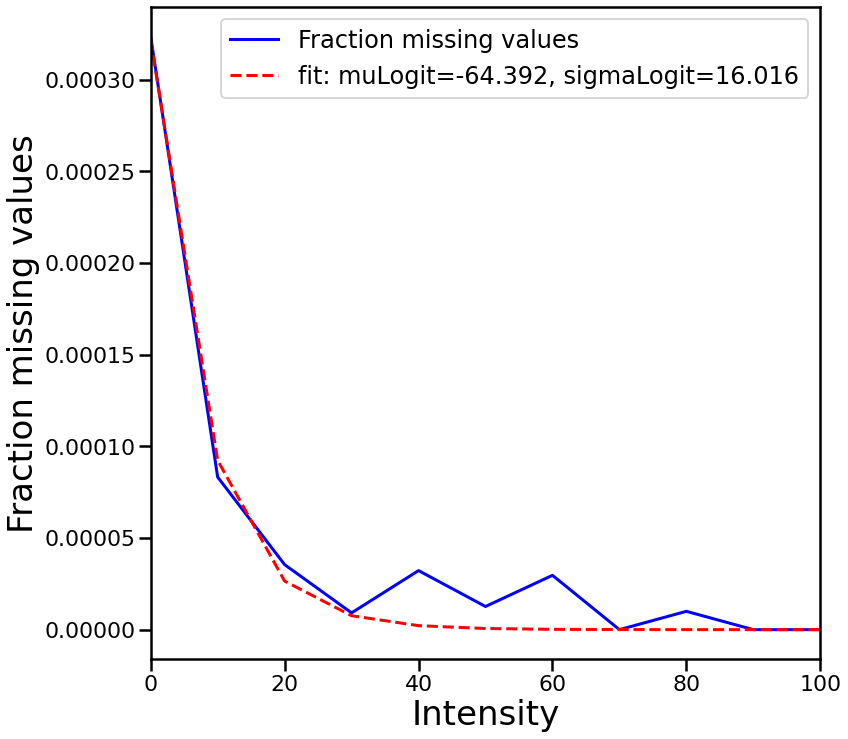 Fraction missing values
fit: muLogit=-64.392, sigmaLogit=16.016
Fraction missing values
0.00030
0.00025
0.00020
0.00015
0.00010
0.00005
0.00000
0 20 40 60 80 100
Intensity